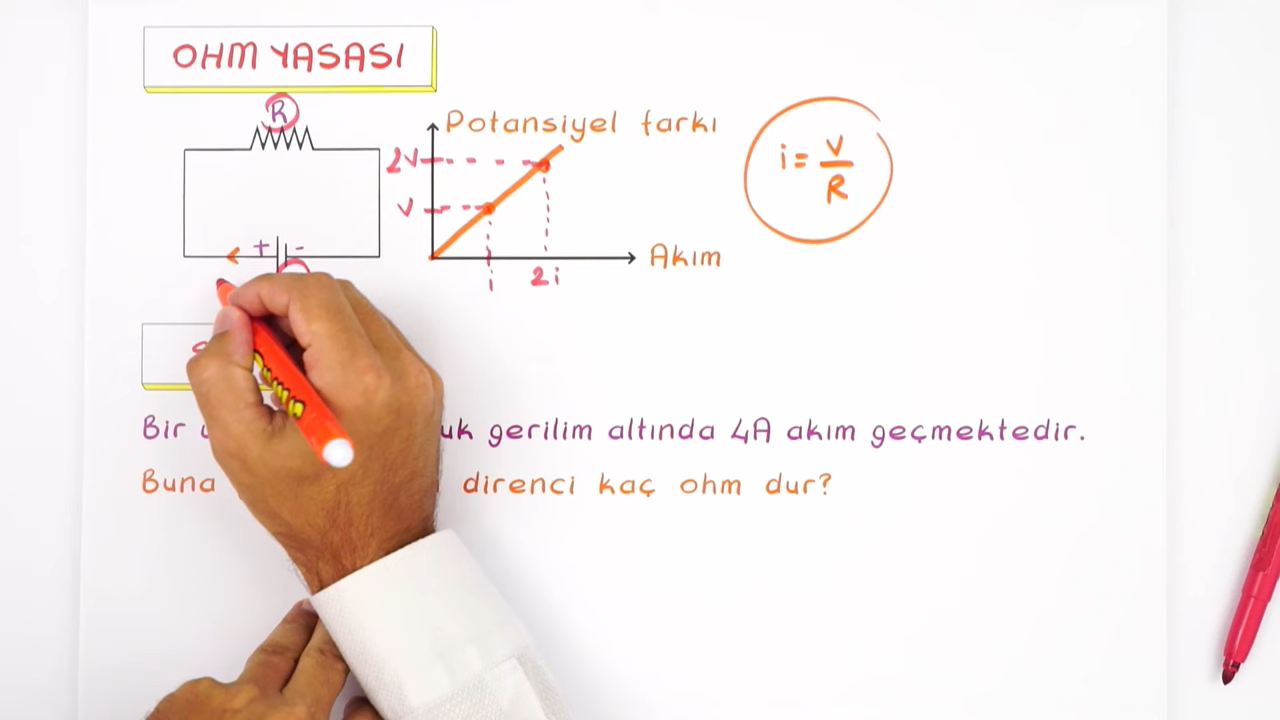 OHM YASASI
R
Potansiyel farkı
2V
V
i = V / R
+ -
Akım
i
2i
Bir uk gerilim altında 4A akım geçmektedir.
Buna direnci kaç ohm dur?